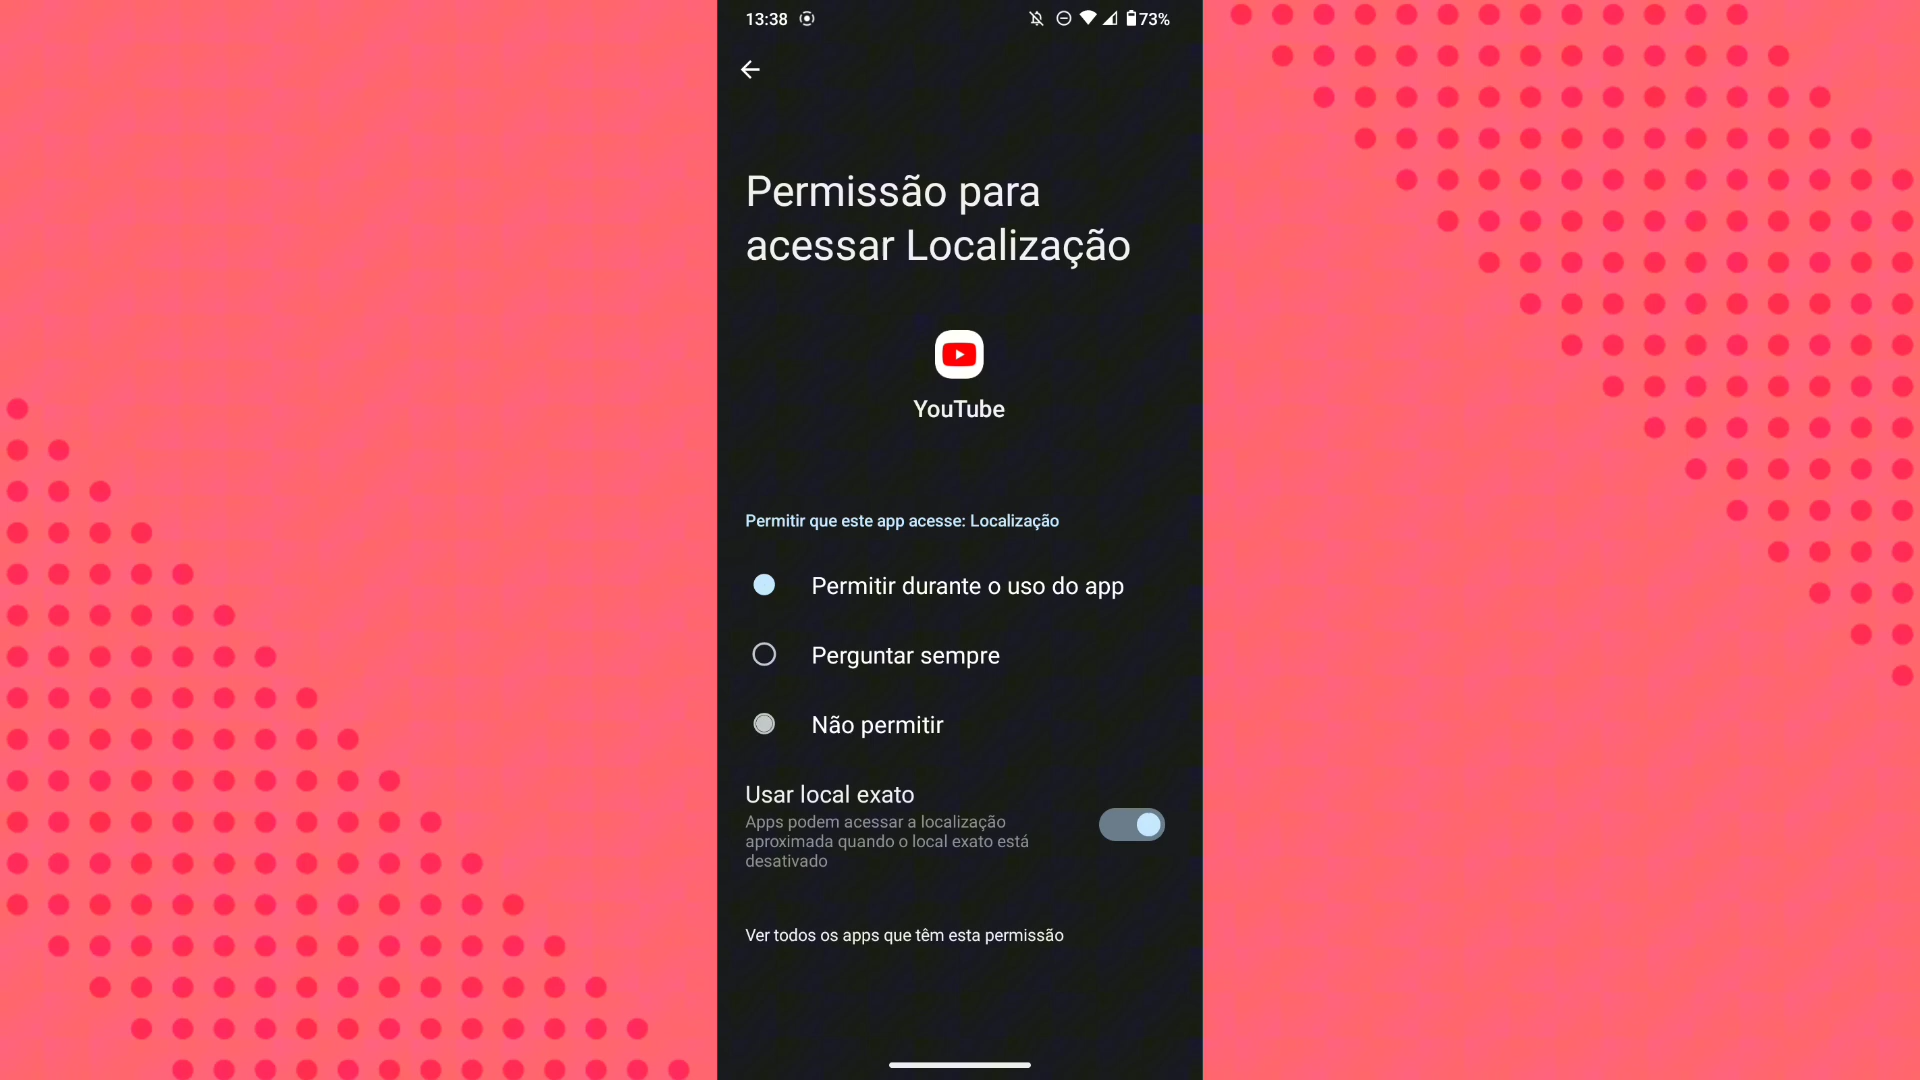 13:38
73%
Permissão para
acessar Localização
YouTube
Permitir que este app acesse: Localização
Permitir durante o uso do app
Perguntar sempre
Não permitir
Usar local exato
Apps podem acessar a localização
aproximada quando o local exato está
desativado
Ver todos os apps que têm esta permissão